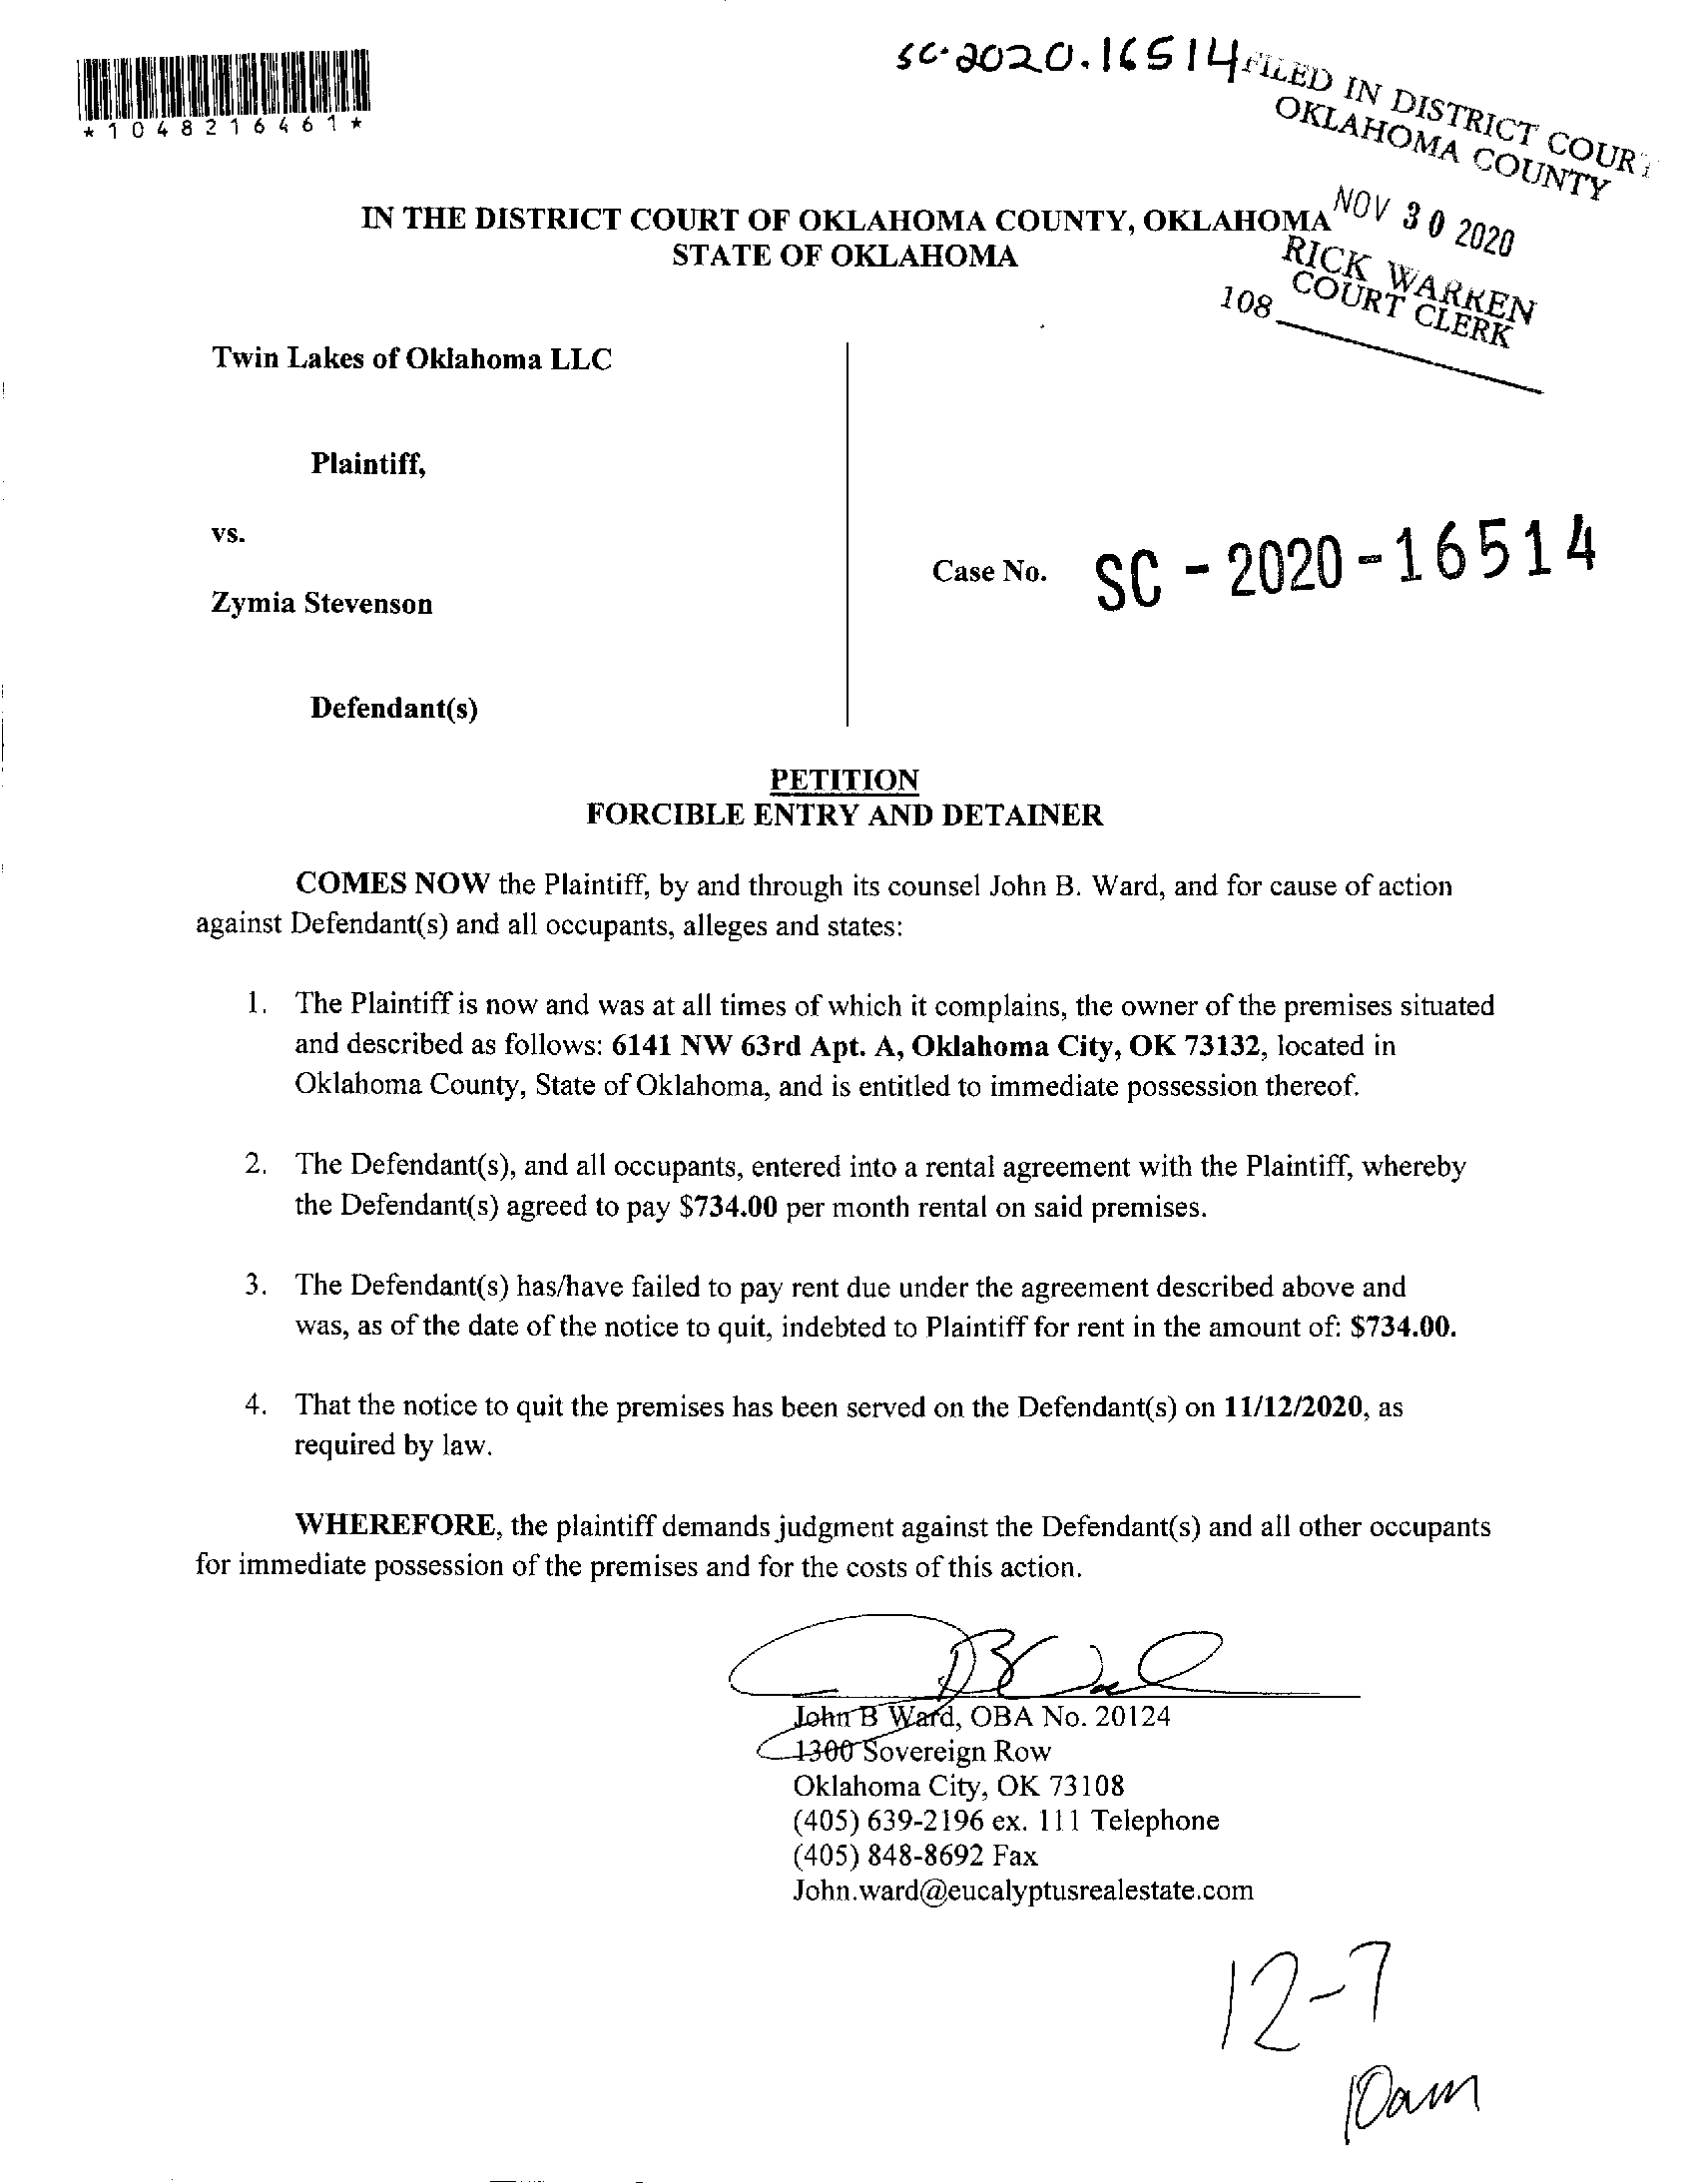 *1048216461*
SC-2020.16514
FILED IN DISTRICT COURT
OKLAHOMA COUNTY
NOV 30 2020
RICK WARREN
COURT CLERK
108
IN THE DISTRICT COURT OF OKLAHOMA COUNTY, OKLAHOMA
STATE OF OKLAHOMA
Twin Lakes of Oklahoma LLC
Plaintiff,
vs.
Case No. SC-2020-16514
Zymia Stevenson
Defendant(s)
PETITION
FORCIBLE ENTRY AND DETAINER
COMES NOW the Plaintiff, by and through its counsel John B. Ward, and for cause of action
against Defendant(s) and all occupants, alleges and states:
1. The Plaintiff is now and was at all times of which it complains, the owner of the premises situated
and described as follows: 6141 NW 63rd Apt. A, Oklahoma City, OK 73132, located in
Oklahoma County, State of Oklahoma, and is entitled to immediate possession thereof.
2. The Defendant(s), and all occupants, entered into a rental agreement with the Plaintiff, whereby
the Defendant(s) agreed to pay $734.00 per month rental on said premises.
3. The Defendant(s) has/have failed to pay rent due under the agreement described above and
was, as of the date of the notice to quit, indebted to Plaintiff for rent in the amount of: $734.00.
4. That the notice to quit the premises has been served on the Defendant(s) on 11/12/2020, as
required by law.
WHEREFORE, the plaintiff demands judgment against the Defendant(s) and all other occupants
for immediate possession of the premises and for the costs of this action.
John B Ward, OBA No. 20124
1300 Sovereign Row
Oklahoma City, OK 73108
(405) 639-2196 ex. 111 Telephone
(405) 848-8692 Fax
John.ward@eucalyptusrealestate.com
12-7
10am